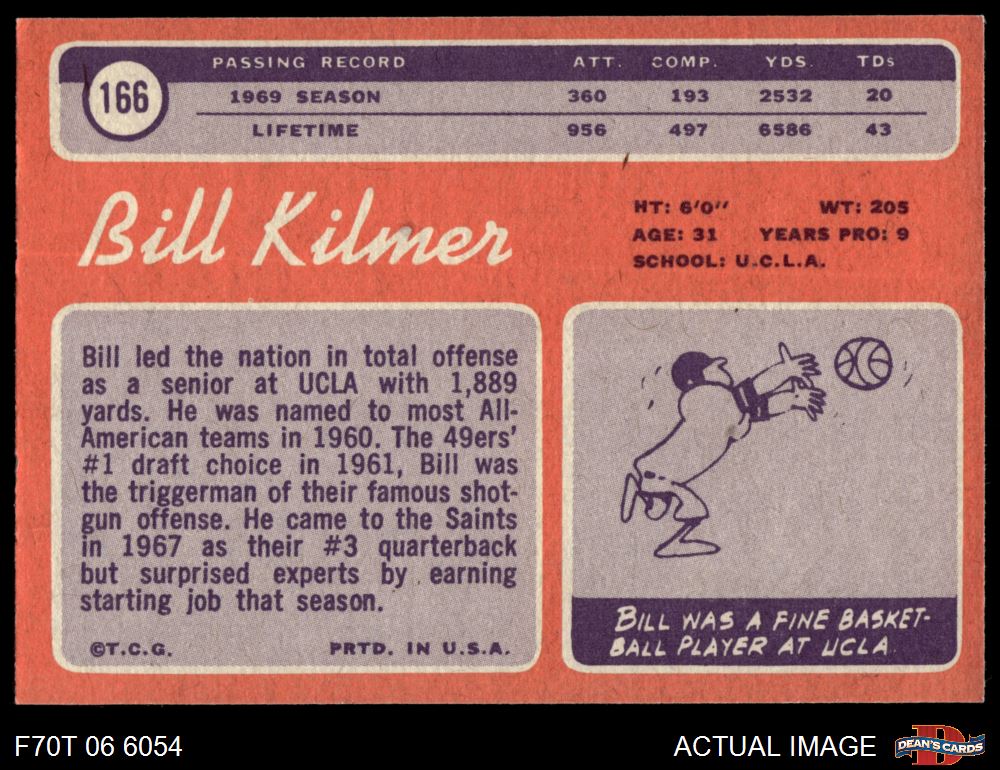 166
PASSING RECORD ATT. COMP. YDS. TDs
1969 SEASON 360 193 2532 20
LIFETIME 956 497 6586 43
Bill Kilmer
HT: 6'0" WT: 205
AGE: 31 YEARS PRO: 9
SCHOOL: U.C.L.A.
Bill led the nation in total offense
as a senior at UCLA with 1,889
yards. He was named to most All-
American teams in 1960. The 49ers'
#1 draft choice in 1961, Bill was
the triggerman of their famous shot-
gun offense. He came to the Saints
in 1967 as their #3 quarterback
but surprised experts by earning
starting job that season.
©T.C.G. PRTD. IN U.S.A.
BILL WAS A FINE BASKET-
BALL PLAYER AT UCLA
F70T 06 6054
ACTUAL IMAGE
D
DEAN'S CARDS